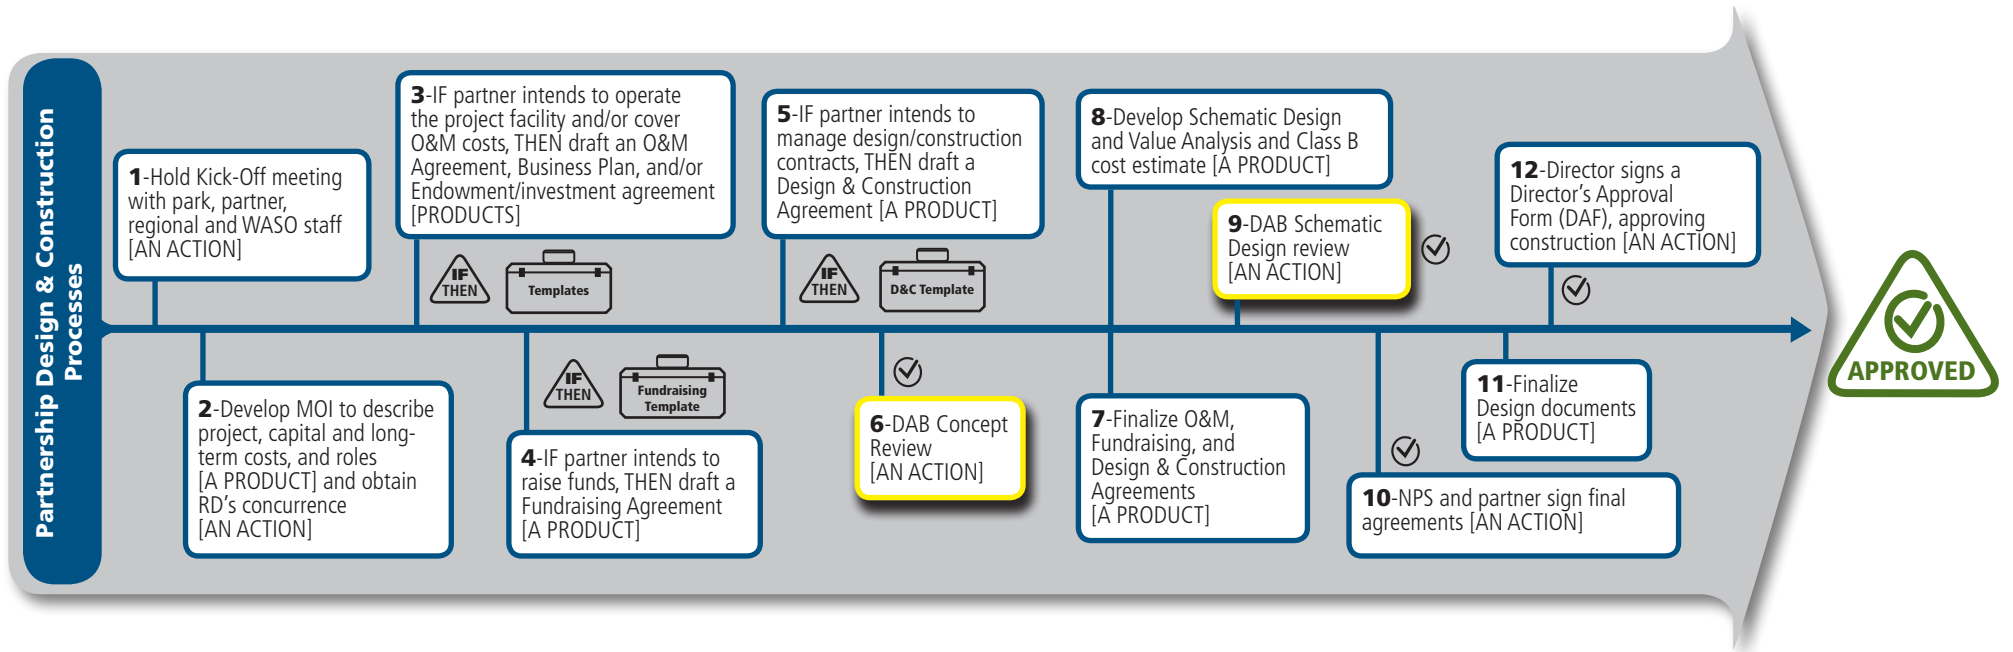 Partnership Design & Construction
Processes
1-Hold Kick-Off meeting
with park, partner,
regional and WASO staff
[AN ACTION]
2-Develop MOI to describe
project, capital and long-
term costs, and roles
[A PRODUCT] and obtain
RD's concurrence
[AN ACTION]
3-IF partner intends to operate
the project facility and/or cover
O&M costs, THEN draft an O&M
Agreement, Business Plan, and/or
Endowment/investment agreement
[PRODUCTS]
IF
THEN
Templates
4-IF partner intends to
raise funds, THEN draft a
Fundraising Agreement
[A PRODUCT]
IF
THEN
Fundraising
Template
5-IF partner intends to
manage design/construction
contracts, THEN draft a
Design & Construction
Agreement [A PRODUCT]
IF
THEN
D&C Template
6-DAB Concept
Review
[AN ACTION]
7-Finalize O&M,
Fundraising, and
Design & Construction
Agreements
[A PRODUCT]
8-Develop Schematic Design
and Value Analysis and Class B
cost estimate [A PRODUCT]
9-DAB Schematic
Design review
[AN ACTION]
10-NPS and partner sign final
agreements [AN ACTION]
11-Finalize
Design documents
[A PRODUCT]
12-Director signs a
Director's Approval
Form (DAF), approving
construction [AN ACTION]
APPROVED